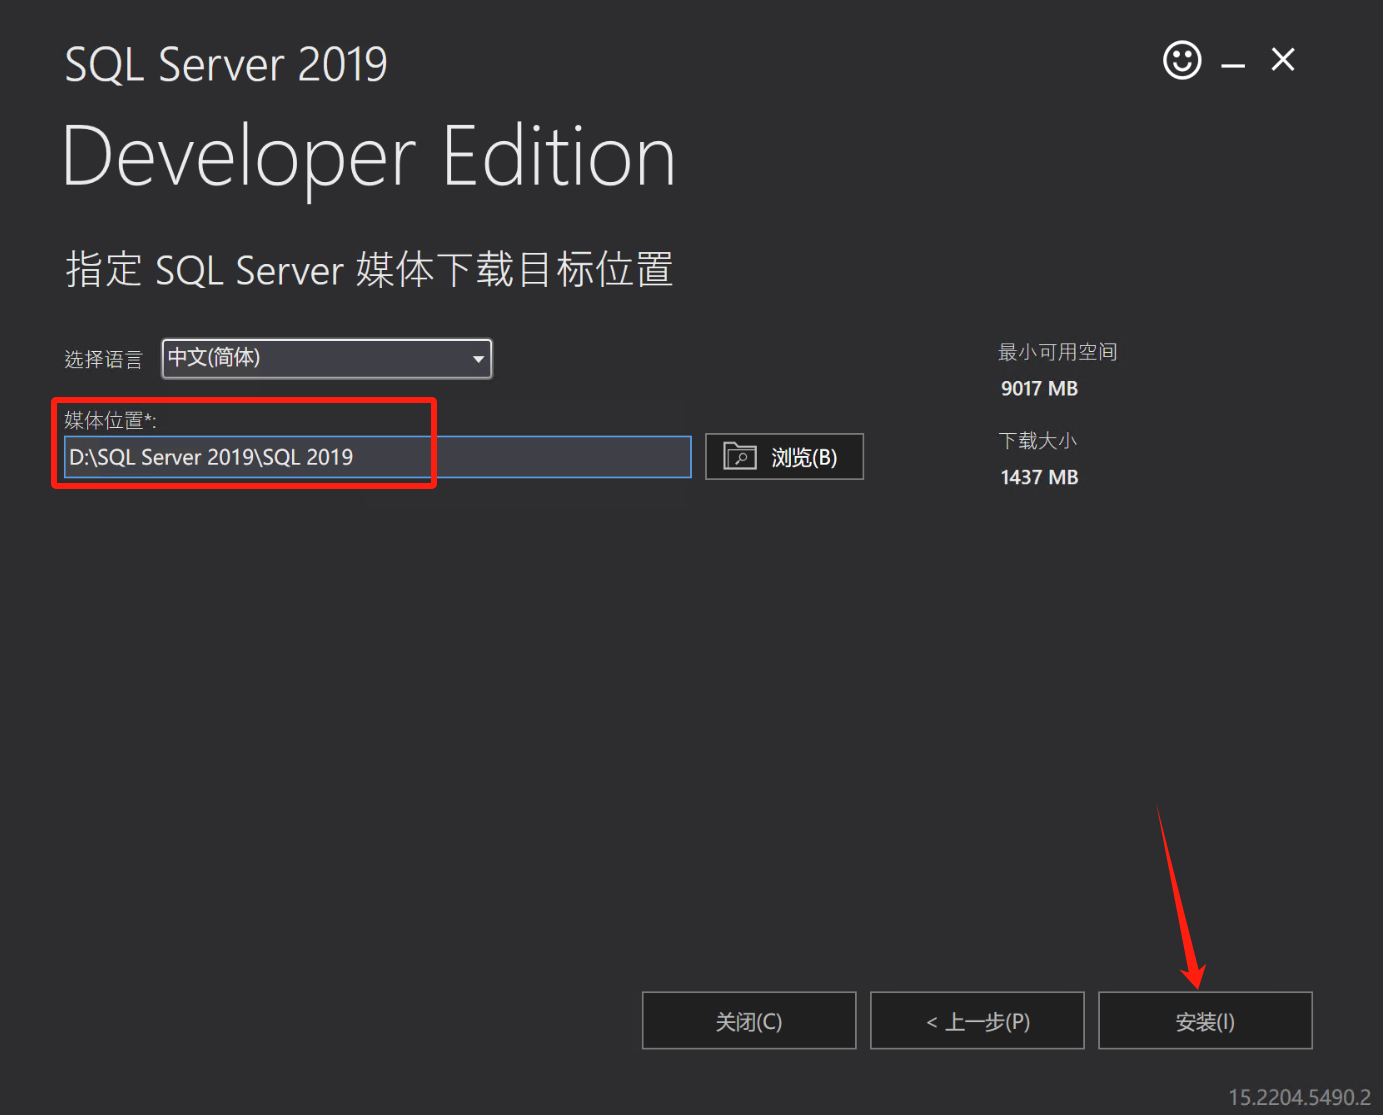 SQL Server 2019
Developer Edition
指定 SQL Server 媒体下载目标位置
选择语言 中文(简体)
媒体位置*:
D:\SQL Server 2019\SQL 2019
浏览(B)
最小可用空间
9017 MB
下载大小
1437 MB
关闭(C)
< 上一步(P)
安装(I)
15.2204.5490.2